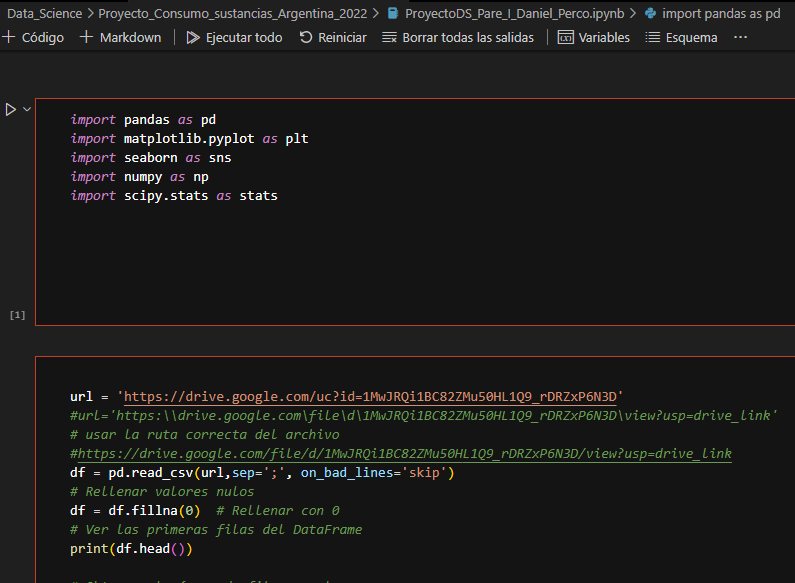 Data_Science > Proyecto_Consumo_sustancias_Argentina_2022 > ProyectoDS_Pare_I_Daniel_Perco.ipynb > import pandas as pd
+ Código + Markdown | Ejecutar todo Reiniciar Borrar todas las salidas | Variables Esquema ...
import pandas as pd
import matplotlib.pyplot as plt
import seaborn as sns
import numpy as np
import scipy.stats as stats
[1]
url = 'https://drive.google.com/uc?id=1MwJRQi1BC82ZMu50HL1Q9_rDRZxP6N3D'
#url='https:\\drive.google.com\file\d\1MwJRQi1BC82ZMu50HL1Q9_rDRZxP6N3D\view?usp=drive_link'
# usar la ruta correcta del archivo
#https://drive.google.com/file/d/1MwJRQi1BC82ZMu50HL1Q9_rDRZxP6N3D/view?usp=drive_link
df = pd.read_csv(url,sep=';', on_bad_lines='skip')
# Rellenar valores nulos
df = df.fillna(0)  # Rellenar con 0
# Ver las primeras filas del DataFrame
print(df.head())